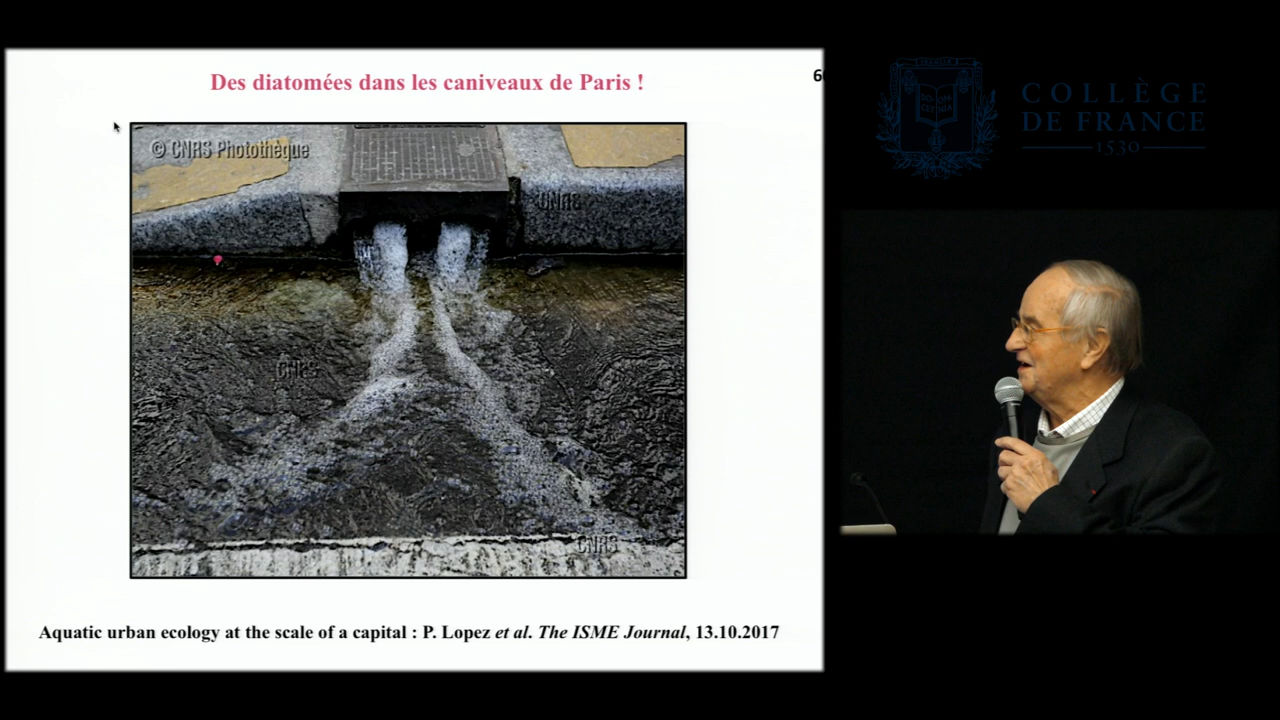 Des diatomées dans les caniveaux de Paris !
© CNRS Photothèque
CNRS
CNRS
CNRS
Aquatic urban ecology at the scale of a capital : P. Lopez et al. The ISME Journal, 13.10.2017
COLLÈGE
DE FRANCE
1530